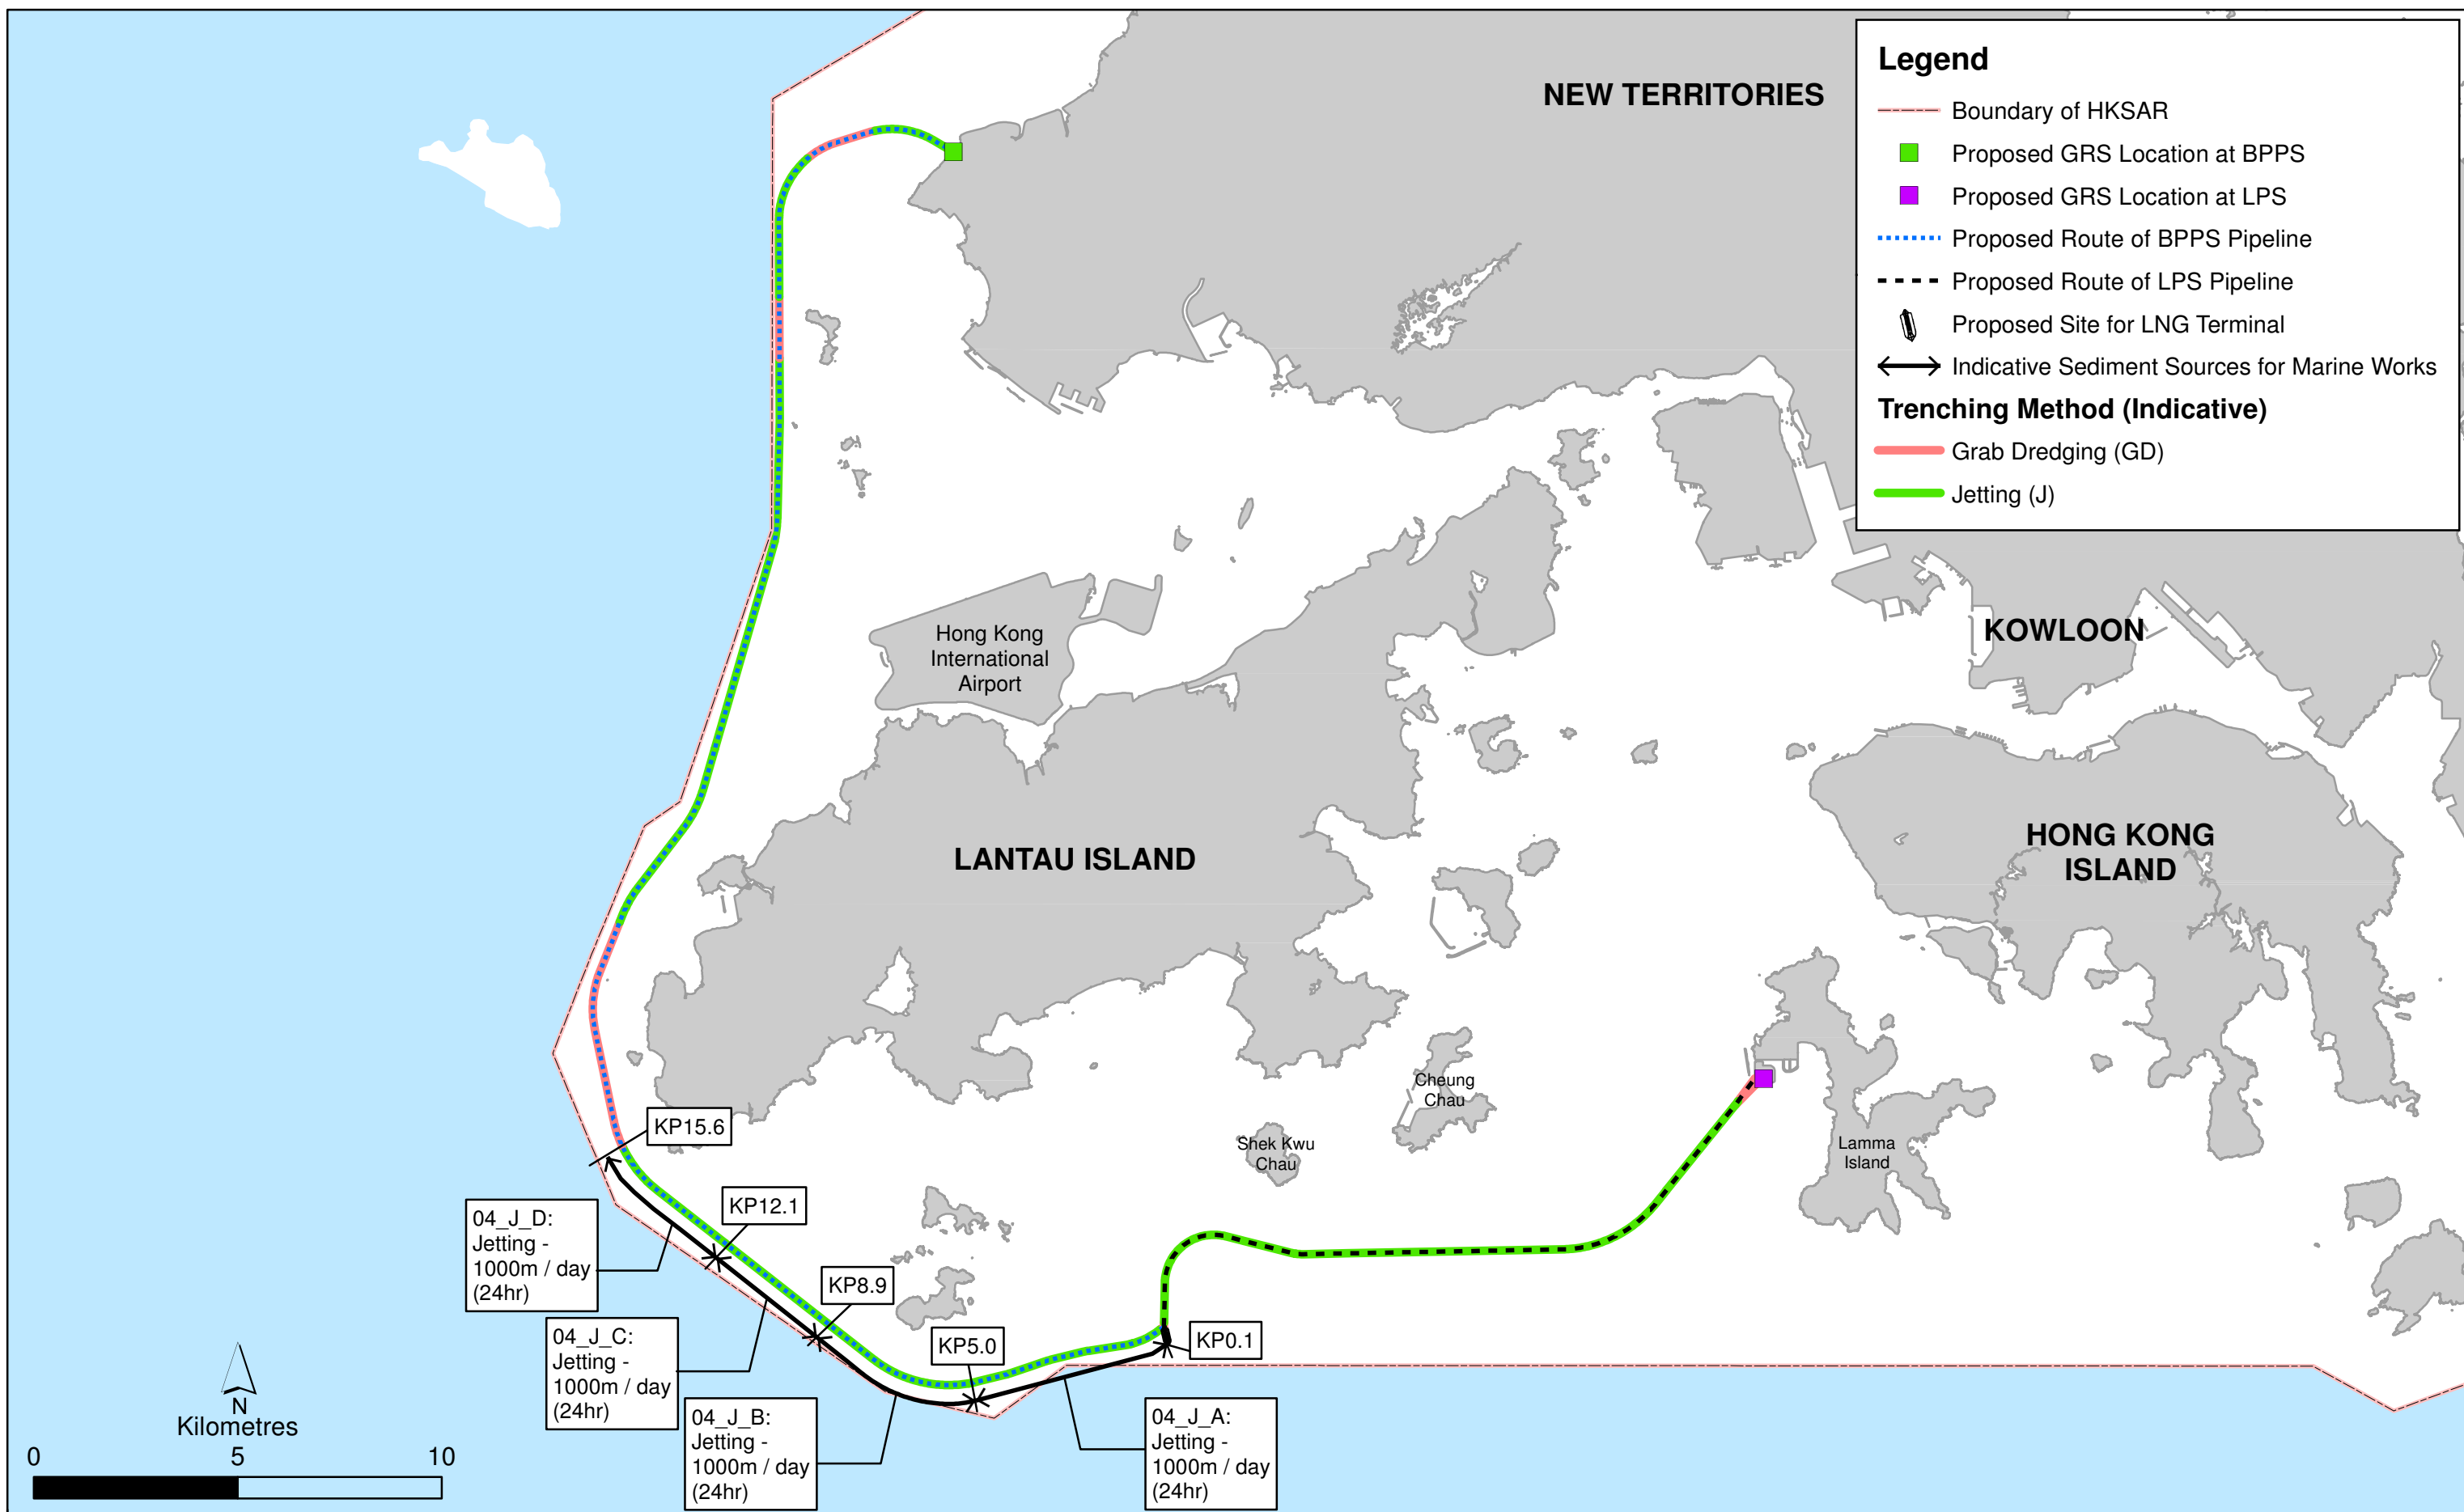 NEW TERRITORIES
Legend
Boundary of HKSAR
Proposed GRS Location at BPPS
Proposed GRS Location at LPS
Proposed Route of BPPS Pipeline
Proposed Route of LPS Pipeline
Proposed Site for LNG Terminal
Indicative Sediment Sources for Marine Works
Trenching Method (Indicative)
Grab Dredging (GD)
Jetting (J)
Hong Kong
International
Airport
KOWLOON
LANTAU ISLAND
HONG KONG
ISLAND
Cheung
Chau
Shek Kwu
Chau
Lamma
Island
KP15.6
KP12.1
KP8.9
KP5.0
KP0.1
04_J_D:
Jetting -
1000m / day
(24hr)
04_J_C:
Jetting -
1000m / day
(24hr)
04_J_B:
Jetting -
1000m / day
(24hr)
04_J_A:
Jetting -
1000m / day
(24hr)
N
Kilometres
0 5 10